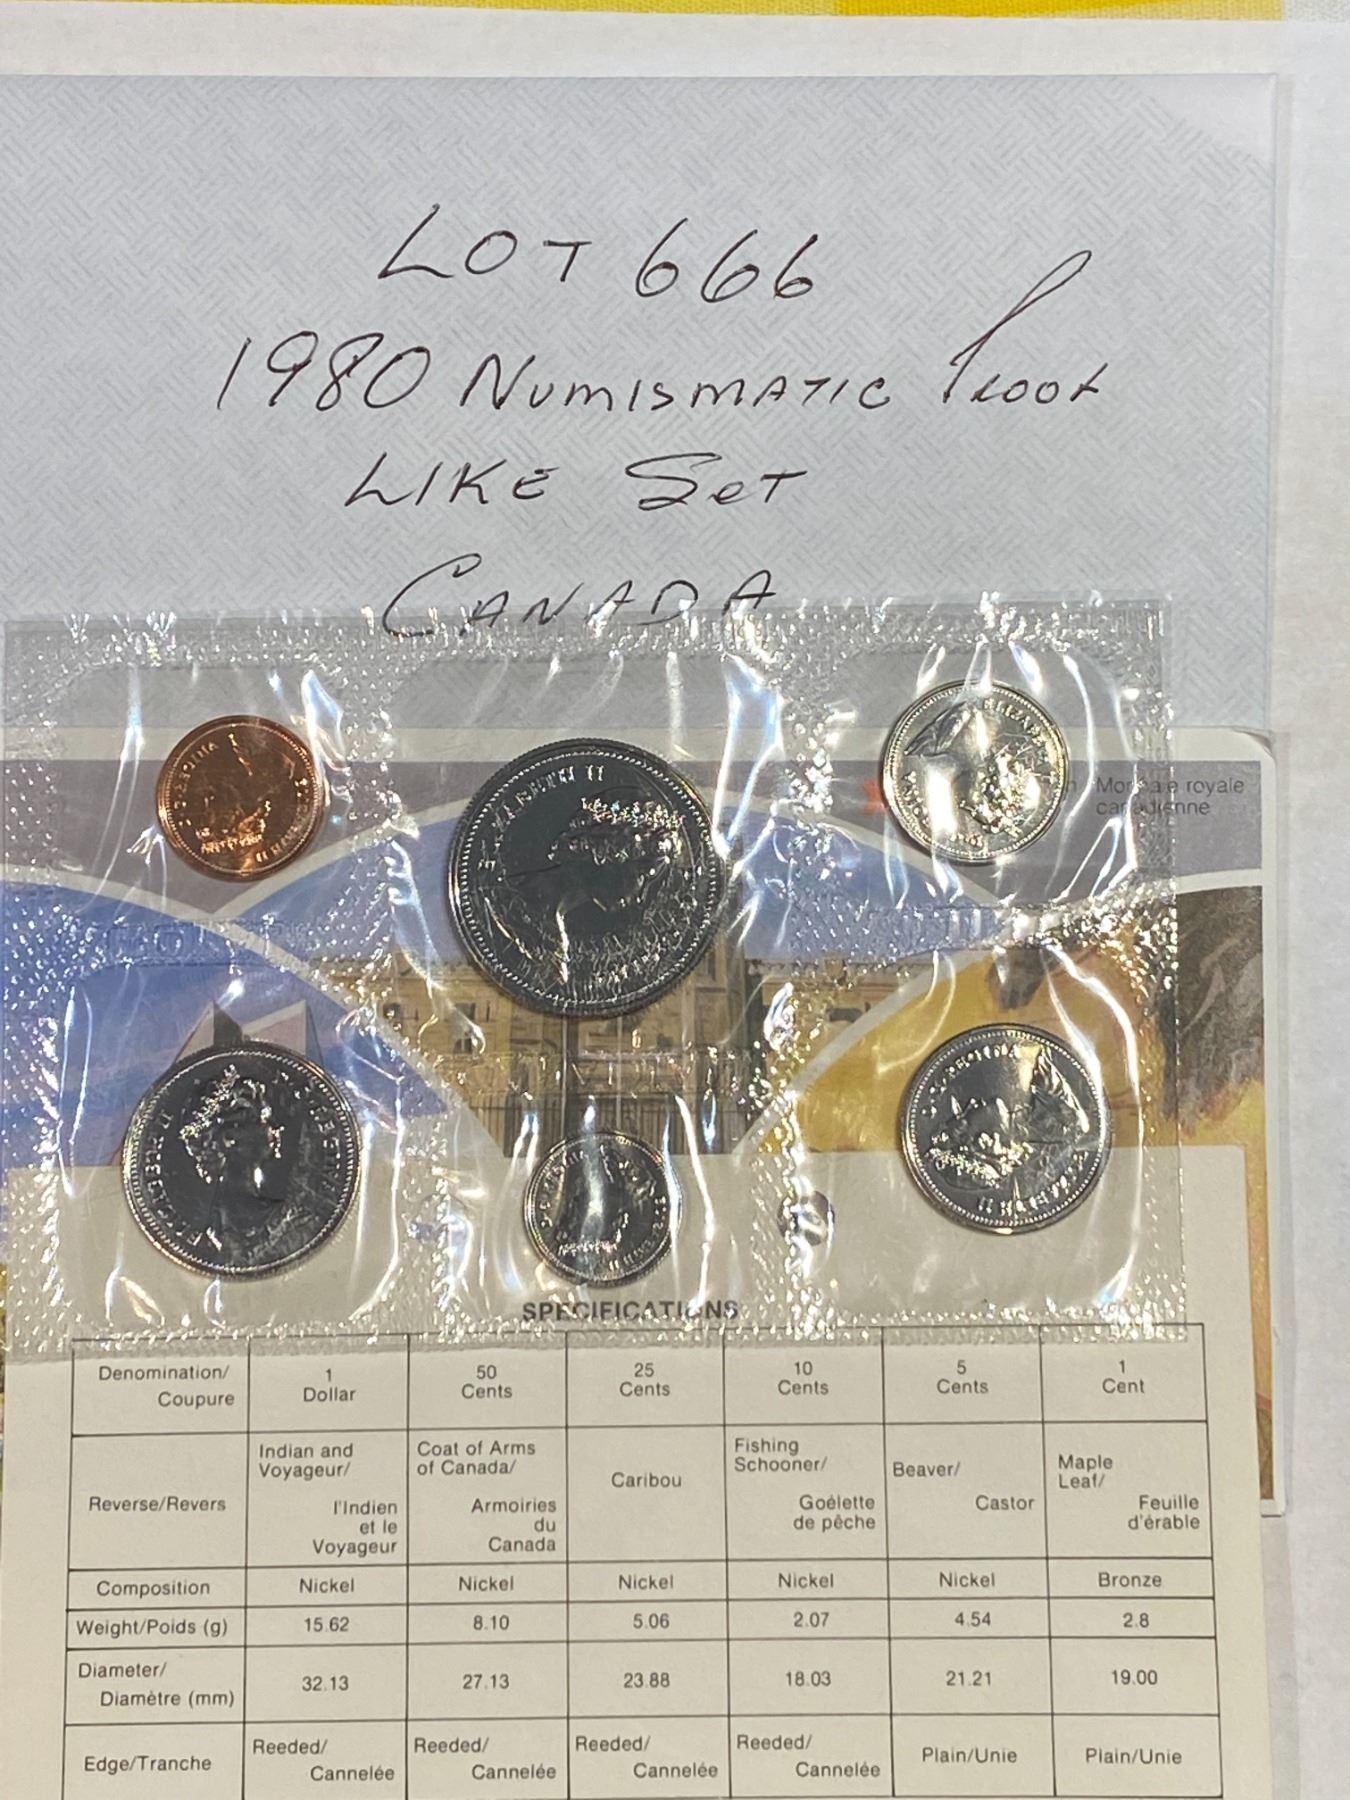 LOT 666
1980 NUMISMATIC Proof
LIKE SeT
CANADA
Monnaie royale
canadienne
ELIZABETH II
SPECIFICATIONS
Denomination/ Coupure | 1 Dollar | 50 Cents | 25 Cents | 10 Cents | 5 Cents | 1 Cent
Reverse/Revers | Indian and Voyageur/ l'Indien et le Voyageur | Coat of Arms of Canada/ Armoiries du Canada | Caribou | Fishing Schooner/ Goélette de pêche | Beaver/ Castor | Maple Leaf/ Feuille d'érable
Composition | Nickel | Nickel | Nickel | Nickel | Nickel | Bronze
Weight/Poids (g) | 15.62 | 8.10 | 5.06 | 2.07 | 4.54 | 2.8
Diameter/ Diamètre (mm) | 32.13 | 27.13 | 23.88 | 18.03 | 21.21 | 19.00
Edge/Tranche | Reeded/ Cannelée | Reeded/ Cannelée | Reeded/ Cannelée | Reeded/ Cannelée | Plain/Unie | Plain/Unie